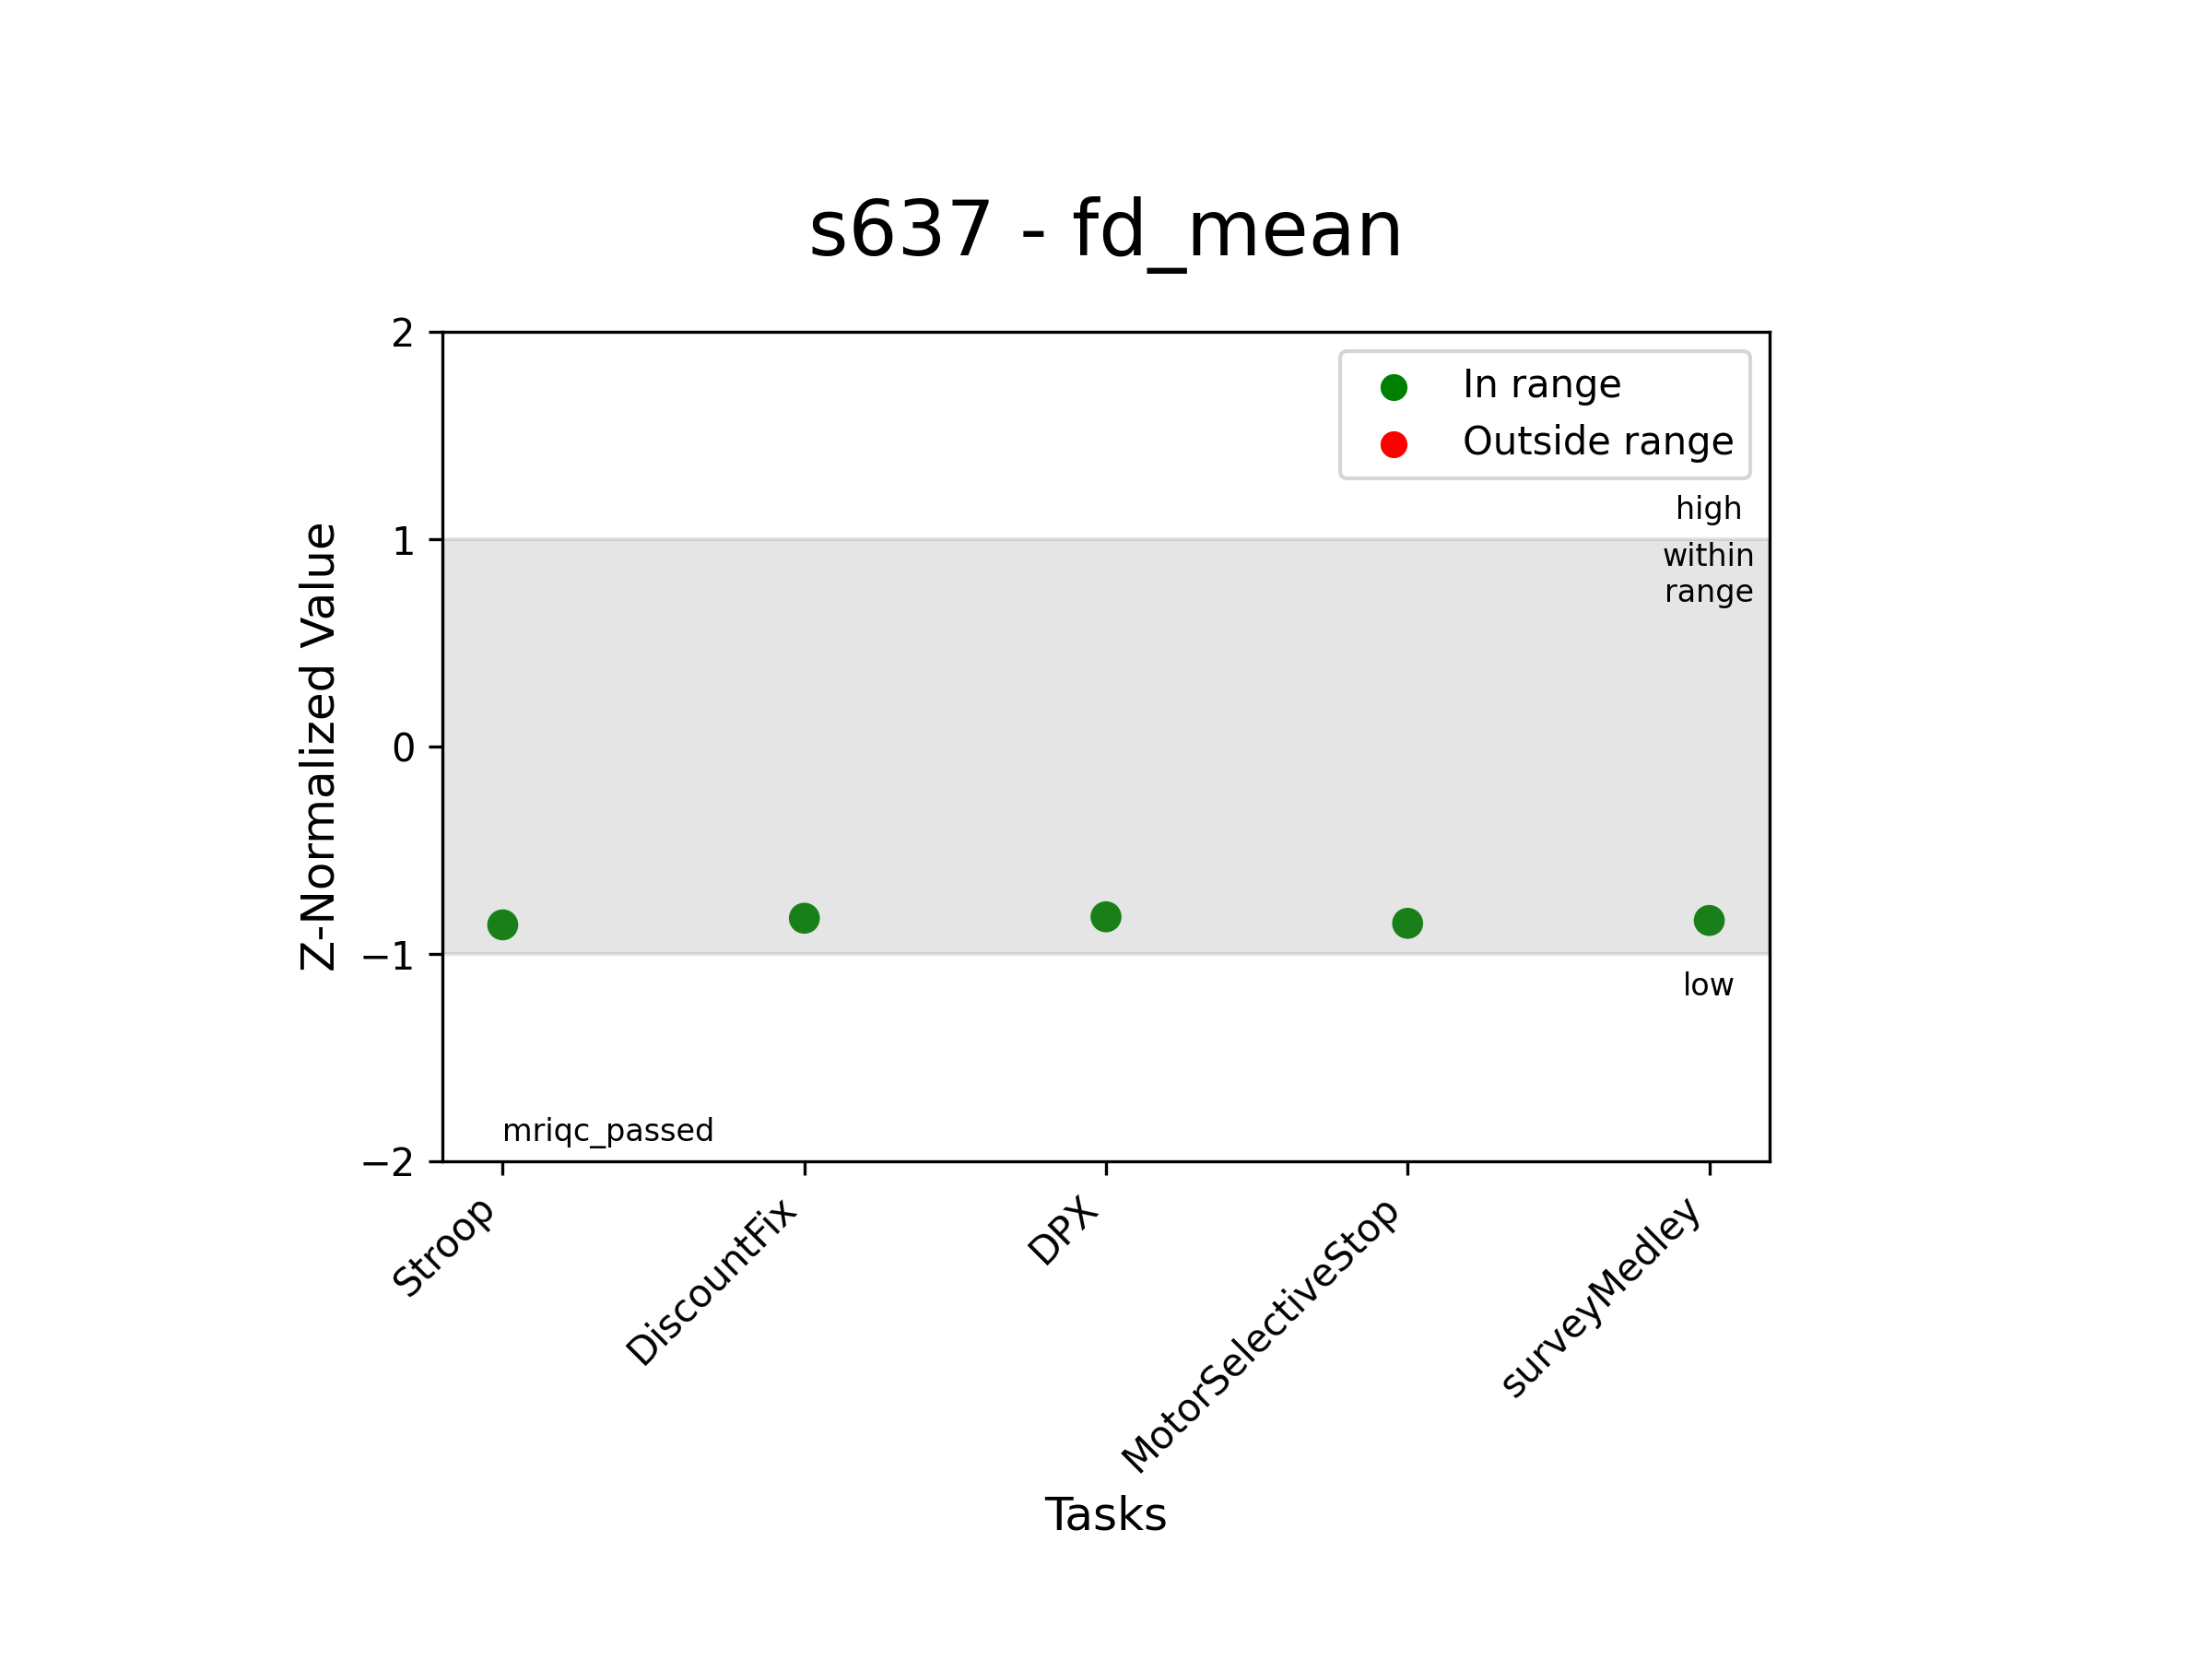 s637 - fd_mean
2
In range
Outside range
high
1
within
range
Z-Normalized Value
0
−1
low
mriqc_passed
−2
Stroop
DiscountFix
DPX
MotorSelectiveStop
surveyMedley
Tasks